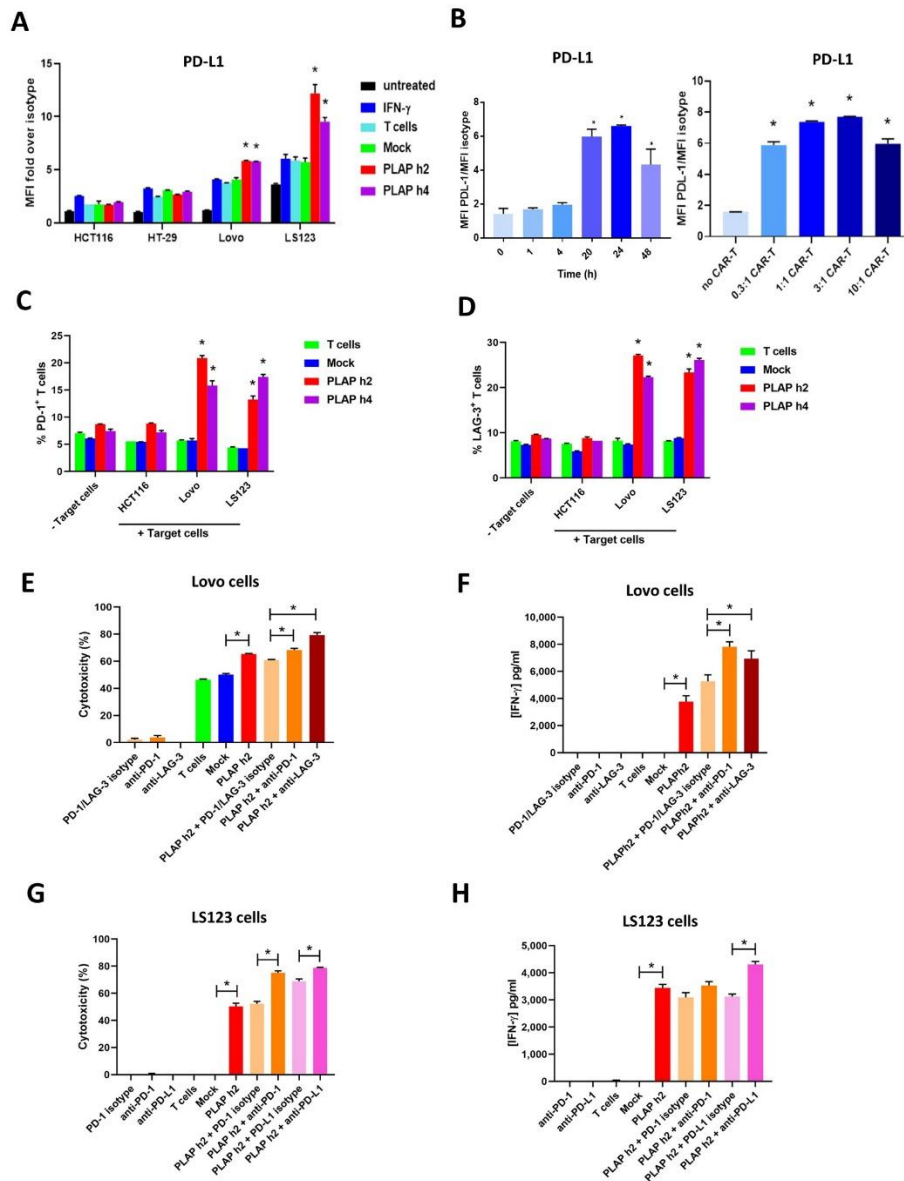 A
PD-L1
MFI fold over isotype
15
10
5
0
HCT116
HT-29
Lovo
LS123
* * * *
untreated
IFN-γ
T cells
Mock
PLAP h2
PLAP h4
B
PD-L1
MFI PDL-1/MFI isotype
8
6
4
2
0
* * *
0
1
4
20
24
48
Time (h)
PD-L1
MFI PDL-1/MFI isotype
10
8
6
4
2
0
* * * *
no CAR-T
0.3:1 CAR-T
1:1 CAR-T
3:1 CAR-T
10:1 CAR-T
C
% PD-1+ T cells
25
20
15
10
5
0
* * * *
- Target cells
HCT116
Lovo
LS123
+ Target cells
T cells
Mock
PLAP h2
PLAP h4
D
% LAG-3+ T cells
30
20
10
0
* * * *
- Target cells
HCT116
Lovo
LS123
+ Target cells
T cells
Mock
PLAP h2
PLAP h4
E
Lovo cells
Cytotoxicity (%)
100
80
60
40
20
0
* * *
PD-1/LAG-3 isotype
anti-PD-1
anti-LAG-3
T cells
Mock
PLAP h2
PLAP h2 + PD-1/LAG-3 isotype
PLAP h2 + anti-PD-1
PLAP h2 + anti-LAG-3
F
Lovo cells
[IFN-γ] pg/ml
10,000
8,000
6,000
4,000
2,000
0
* * *
PD-1/LAG-3 isotype
anti-PD-1
anti-LAG-3
T cells
Mock
PLAPh2
PLAPh2 + PD-1/LAG-3 isotype
PLAPh2 + anti-PD-1
PLAPh2 + anti-LAG-3
G
LS123 cells
Cytotoxicity (%)
100
80
60
40
20
0
* * *
PD-1 isotype
anti-PD-1
anti-PD-L1
T cells
Mock
PLAP h2
PLAP h2 + PD-1 isotype
PLAP h2 + anti-PD-1
PLAP h2 + PD-L1 isotype
PLAP h2 + anti-PD-L1
H
LS123 cells
[IFN-γ] pg/ml
5,000
4,000
3,000
2,000
1,000
0
* *
anti-PD-1
anti-PD-L1
T cells
Mock
PLAP h2
PLAP h2 + PD-1 isotype
PLAP h2 + anti-PD-1
PLAP h2 + PD-L1 isotype
PLAP h2 + anti-PD-L1